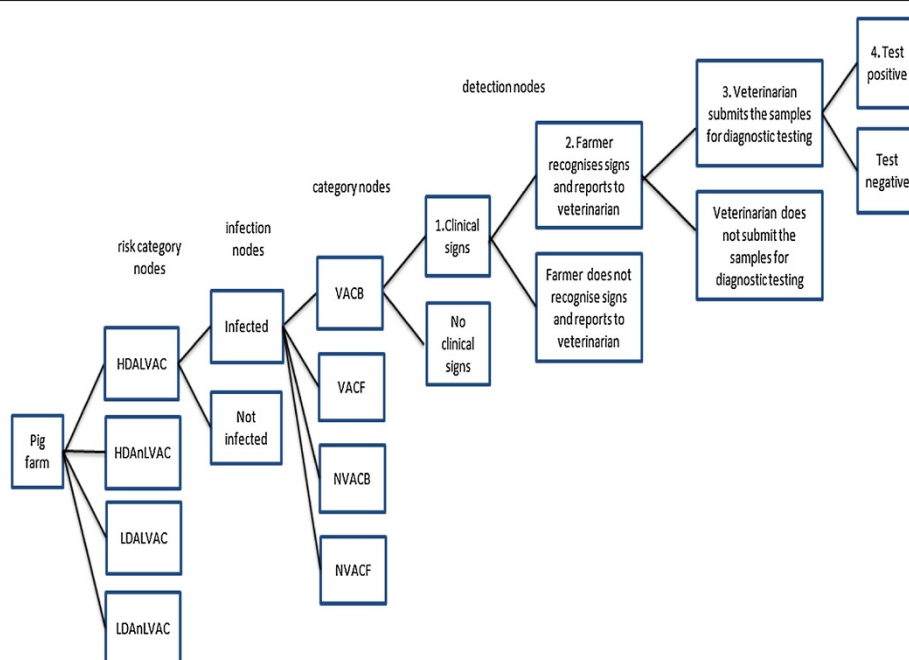 detection nodes
category nodes
infection
nodes
risk category
nodes
Pig
farm
HDALVAC
HDAnLVAC
LDALVAC
LDAnLVAC
Infected
Not
infected
VACB
VACF
NVACB
NVACF
1.Clinical
signs
No
clinical
signs
2. Farmer
recognises signs
and reports to
veterinarian
Farmer does not
recognise signs
and reports to
veterinarian
3. Veterinarian
submits the samples
for diagnostic testing
Veterinarian does
not submit the
samples for
diagnostic testing
4. Test
positive
Test
negative